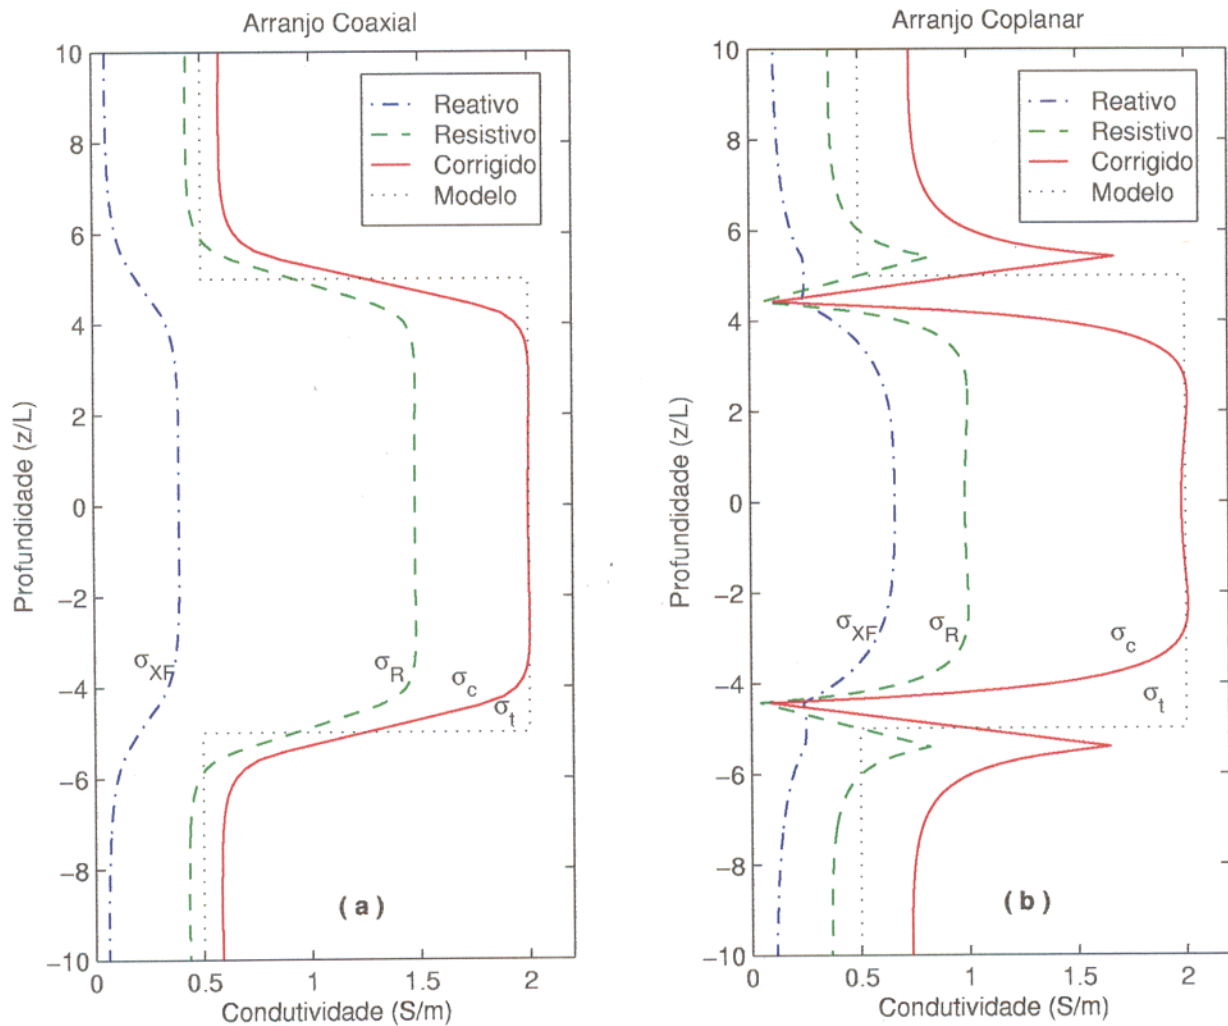 Arranjo Coaxial
Reativo
Resistivo
Corrigido
Modelo
Profundidade (z/L)
10
8
6
4
2
0
−2
−4
−6
−8
−10
σXF
σR
σc
σt
(a)
0
0.5
1
1.5
2
Condutividade (S/m)
Arranjo Coplanar
Reativo
Resistivo
Corrigido
Modelo
Profundidade (z/L)
10
8
6
4
2
0
−2
−4
−6
−8
−10
σXF
σR
σc
σt
(b)
0
0.5
1
1.5
2
Condutividade (S/m)